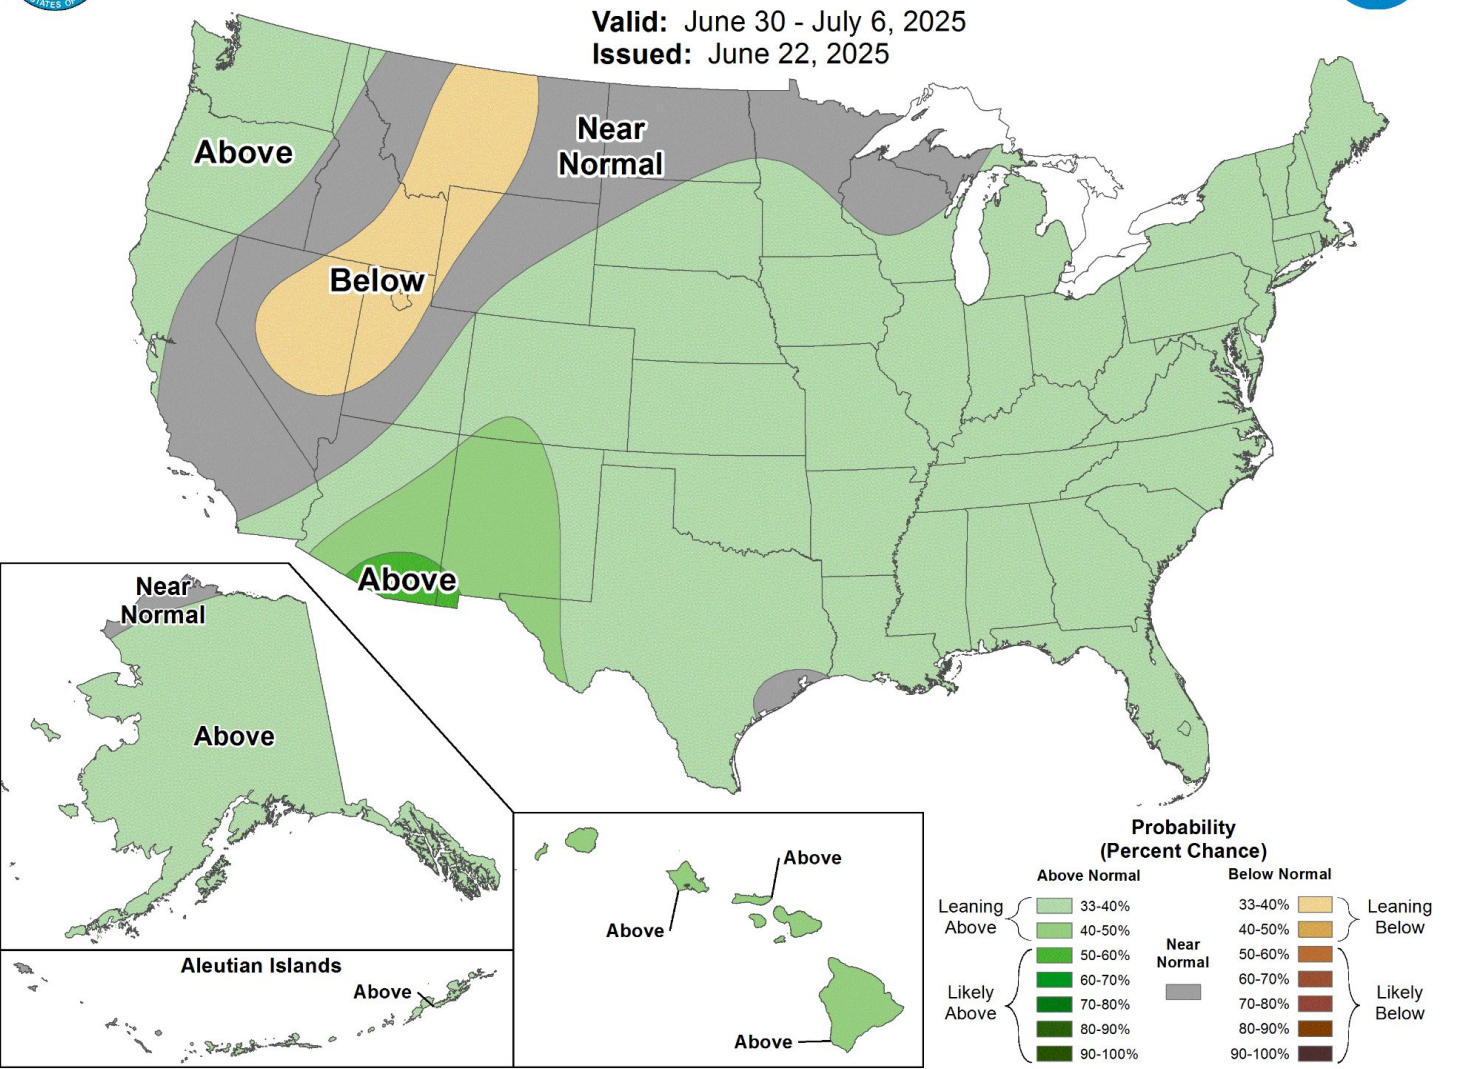 STATES OF
Valid: June 30 - July 6, 2025
Issued: June 22, 2025
Above
Near
Normal
Below
Above
Near
Normal
Above
Aleutian Islands
Above
Above
Above
Above
Probability
(Percent Chance)
Above Normal
Below Normal
Leaning
Above
33-40%
40-50%
Likely
Above
50-60%
60-70%
70-80%
80-90%
90-100%
Near
Normal
33-40%
40-50%
Leaning
Below
50-60%
60-70%
70-80%
80-90%
90-100%
Likely
Below